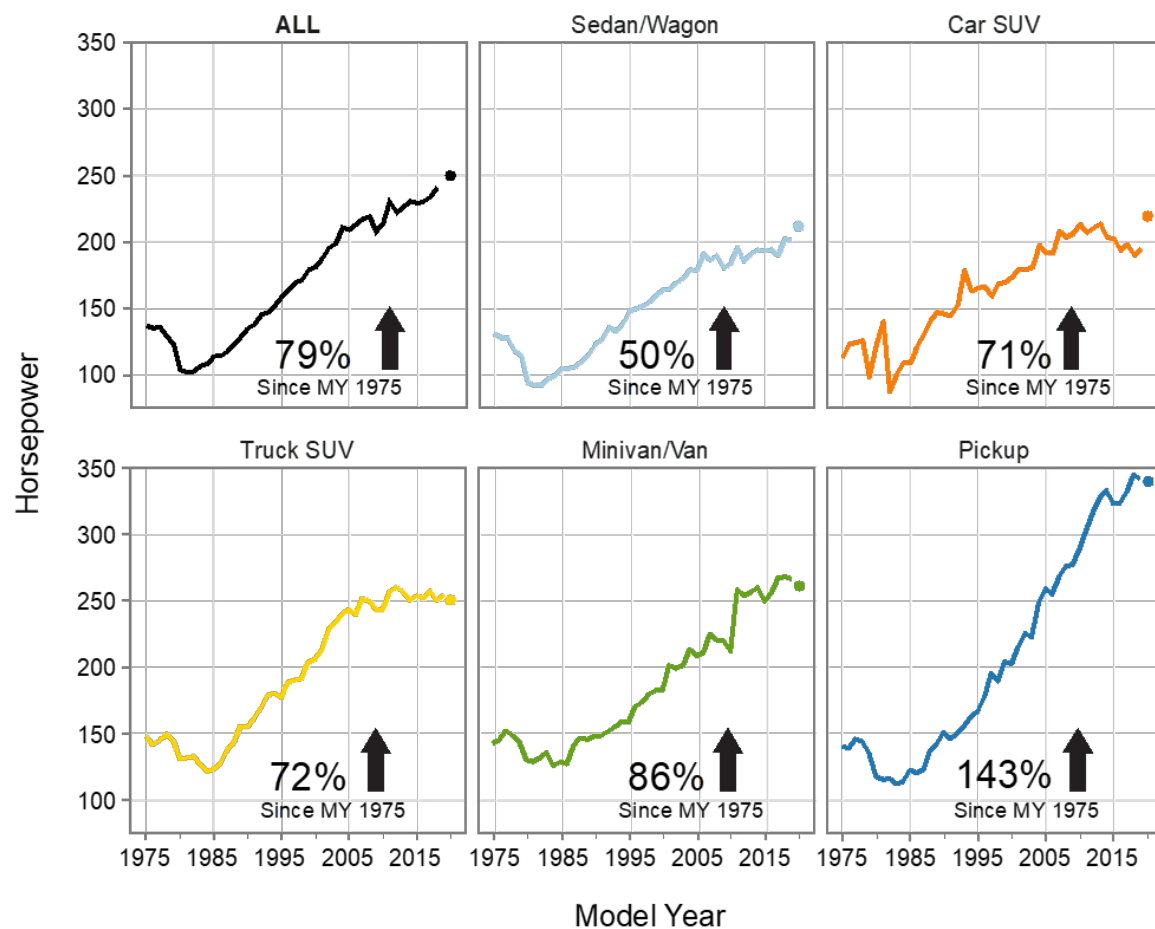 ALL Sedan/Wagon Car SUV
350
300
250
200
150
100
79%
Since MY 1975
50%
Since MY 1975
71%
Since MY 1975
Horsepower
Truck SUV Minivan/Van Pickup
350
300
250
200
150
100
72%
Since MY 1975
86%
Since MY 1975
143%
Since MY 1975
1975 1985 1995 2005 2015 1975 1985 1995 2005 2015 1975 1985 1995 2005 2015
Model Year